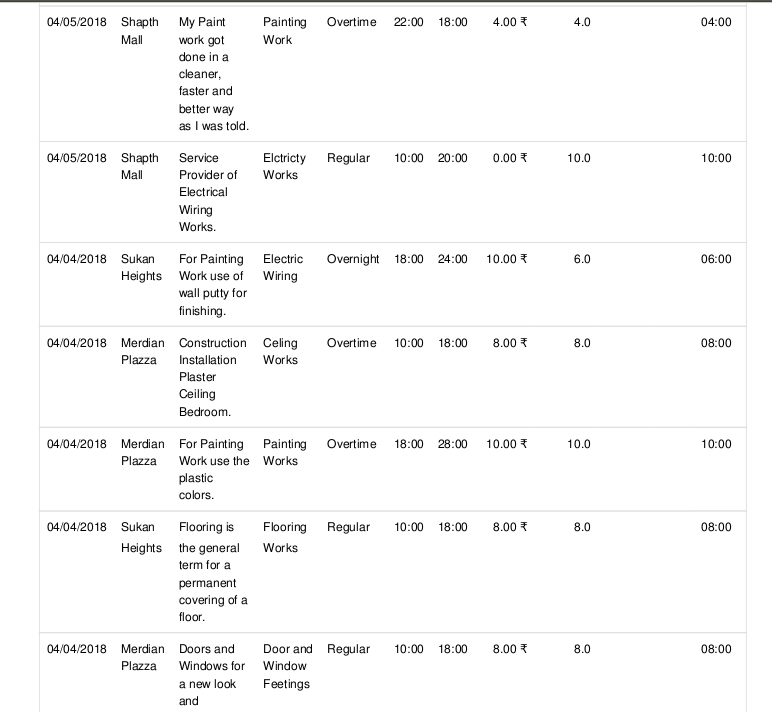 04/05/2018 Shapth My Paint Painting Overtime 22:00 18:00 4.00 ₹ 4.0 04:00
Mall work got Work
done in a
cleaner,
faster and
better way
as I was told.
04/05/2018 Shapth Service Elctricty Regular 10:00 20:00 0.00 ₹ 10.0 10:00
Mall Provider of Works
Electrical
Wiring
Works.
04/04/2018 Sukan For Painting Electric Overnight 18:00 24:00 10.00 ₹ 6.0 06:00
Heights Work use of Wiring
wall putty for
finishing.
04/04/2018 Merdian Construction Celing Overtime 10:00 18:00 8.00 ₹ 8.0 08:00
Plazza Installation Works
Plaster
Ceiling
Bedroom.
04/04/2018 Merdian For Painting Painting Overtime 18:00 28:00 10.00 ₹ 10.0 10:00
Plazza Work use the Works
plastic
colors.
04/04/2018 Sukan Flooring is Flooring Regular 10:00 18:00 8.00 ₹ 8.0 08:00
Heights the general Works
term for a
permanent
covering of a
floor.
04/04/2018 Merdian Doors and Door and Regular 10:00 18:00 8.00 ₹ 8.0 08:00
Plazza Windows for Window
a new look Feetings
and